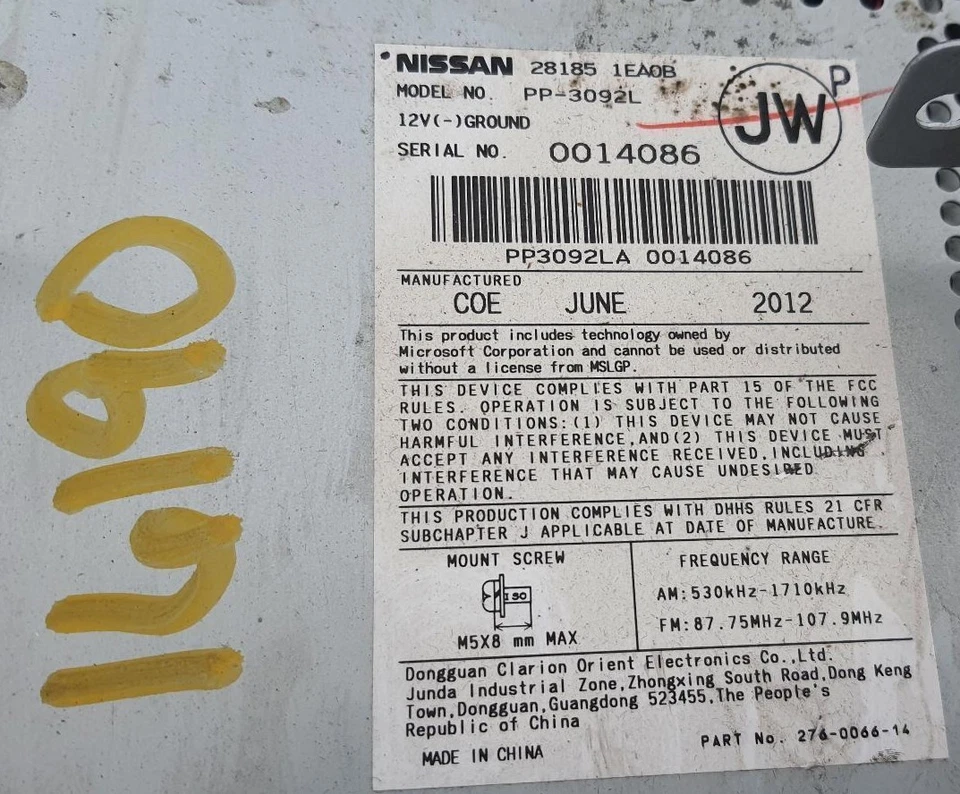 NISSAN 28185 1EA0B
MODEL NO. PP-3092L
P
JW
12V(-)GROUND
SERIAL NO. 0014086
PP3092LA 0014086
MANUFACTURED
COE JUNE 2012
This product includes technology owned by
Microsoft Corporation and cannot be used or distributed
without a license from MSLGP.
THIS DEVICE COMPLIES WITH PART 15 OF THE FCC
RULES. OPERATION IS SUBJECT TO THE FOLLOWING
TWO CONDITIONS:(1) THIS DEVICE MAY NOT CAUSE
HARMFUL INTERFERENCE,AND(2) THIS DEVICE MUST
ACCEPT ANY INTERFERENCE RECEIVED,INCLUDING
INTERFERENCE THAT MAY CAUSE UNDESIRED
OPERATION.
THIS PRODUCTION COMPLIES WITH DHHS RULES 21 CFR
SUBCHAPTER J APPLICABLE AT DATE OF MANUFACTURE.
MOUNT SCREW
ISO
M5X8 mm MAX
FREQUENCY RANGE
AM:530kHz-1710kHz
FM:87.75MHz-107.9MHz
Dongguan Clarion Orient Electronics Co.,Ltd.
Junda Industrial Zone,Zhongxing South Road,Dong Keng
Town,Dongguan,Guangdong 523455,The People's
Republic of China
MADE IN CHINA
PART No. 276-0066-14
16190